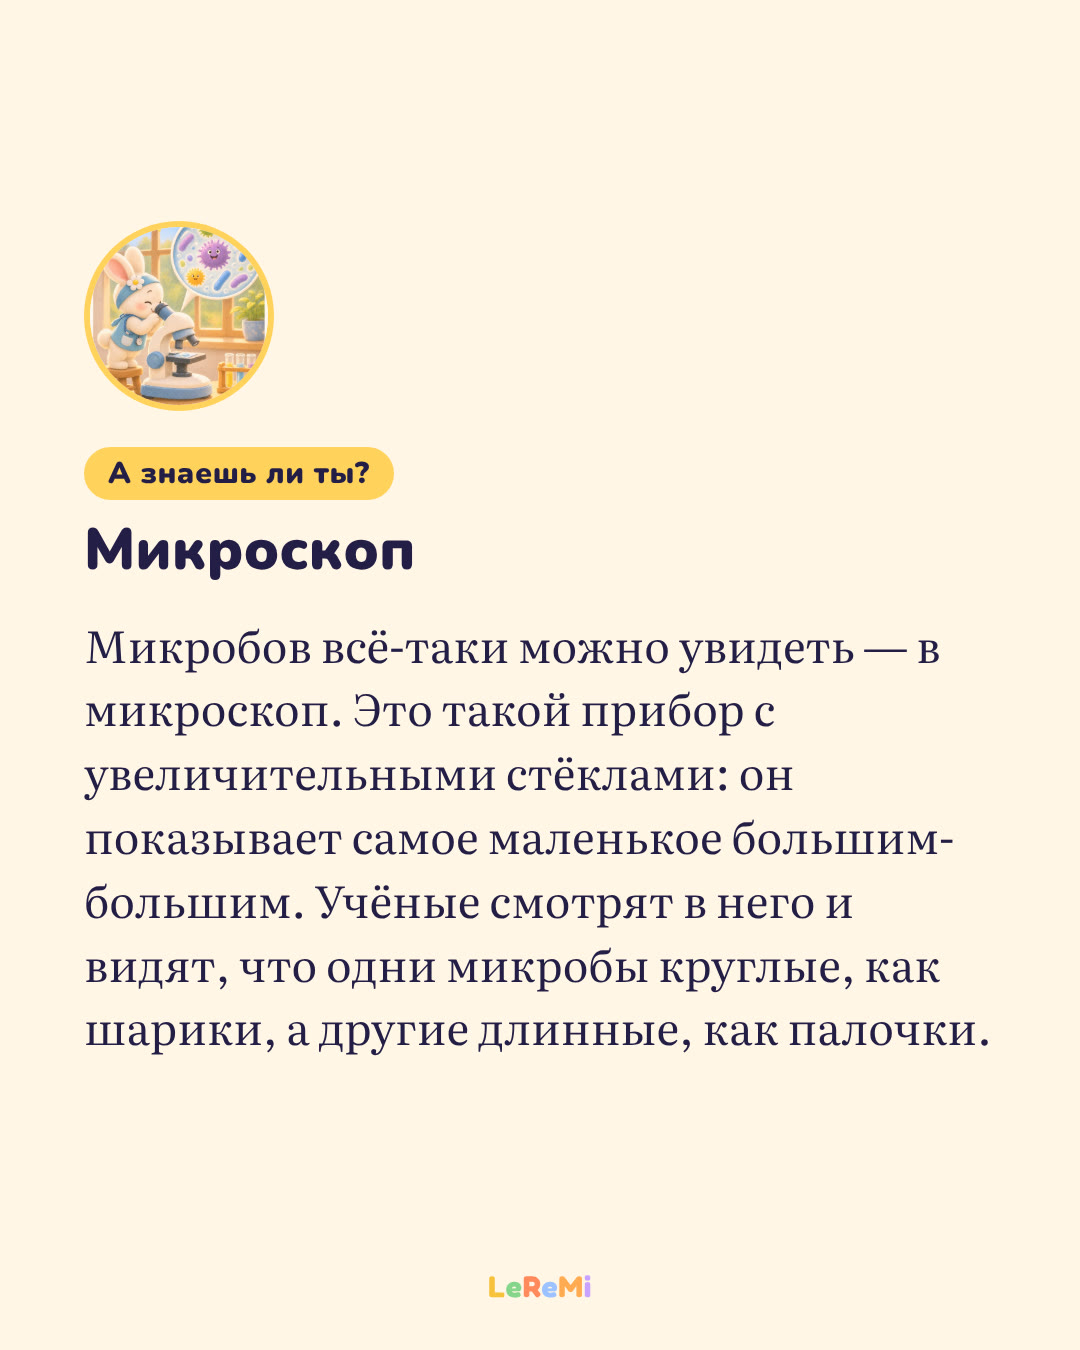 А знаешь ли ты?
Микроскоп
Микробов всё-таки можно увидеть — в
микроскоп. Это такой прибор с
увеличительными стёклами: он
показывает самое маленькое большим-
большим. Учёные смотрят в него и
видят, что одни микробы круглые, как
шарики, а другие длинные, как палочки.
LeReMi